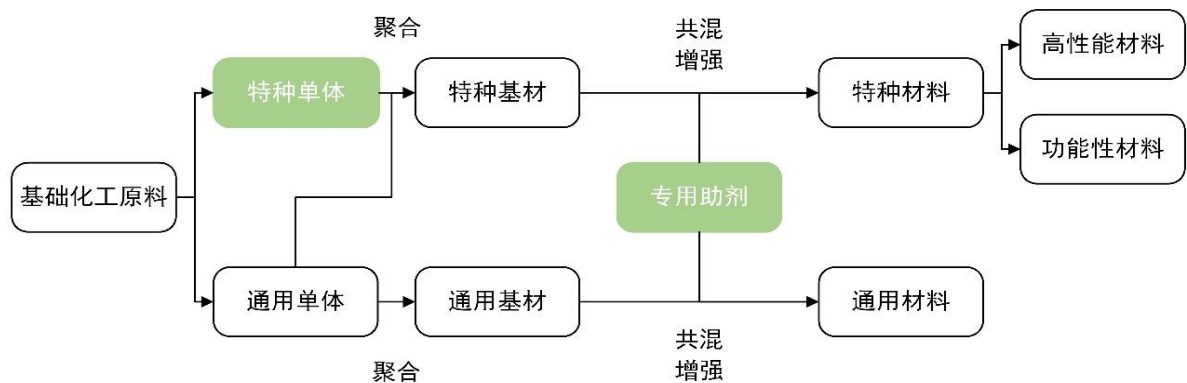 聚合
共混
增强
特种单体
特种基材
特种材料
高性能材料
功能性材料
基础化工原料
专用助剂
通用单体
通用基材
通用材料
聚合
共混
增强